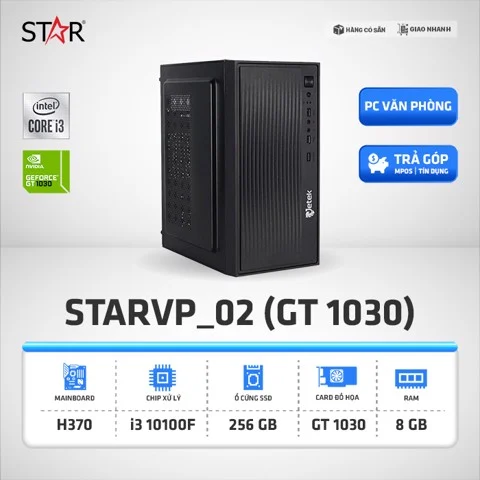 STAR
HÀNG CÓ SẴN
GIAO NHANH
intel
CORE i3
PC VĂN PHÒNG
NVIDIA
GEFORCE
GT 1030
TRẢ GÓP
MPOS | TÍN DỤNG
Jetek
STARVP_02 (GT 1030)
MAINBOARD
CHIP XỬ LÝ
Ổ CỨNG SSD
CARD ĐỒ HỌA
RAM
H370
i3 10100F
256 GB
GT 1030
8 GB